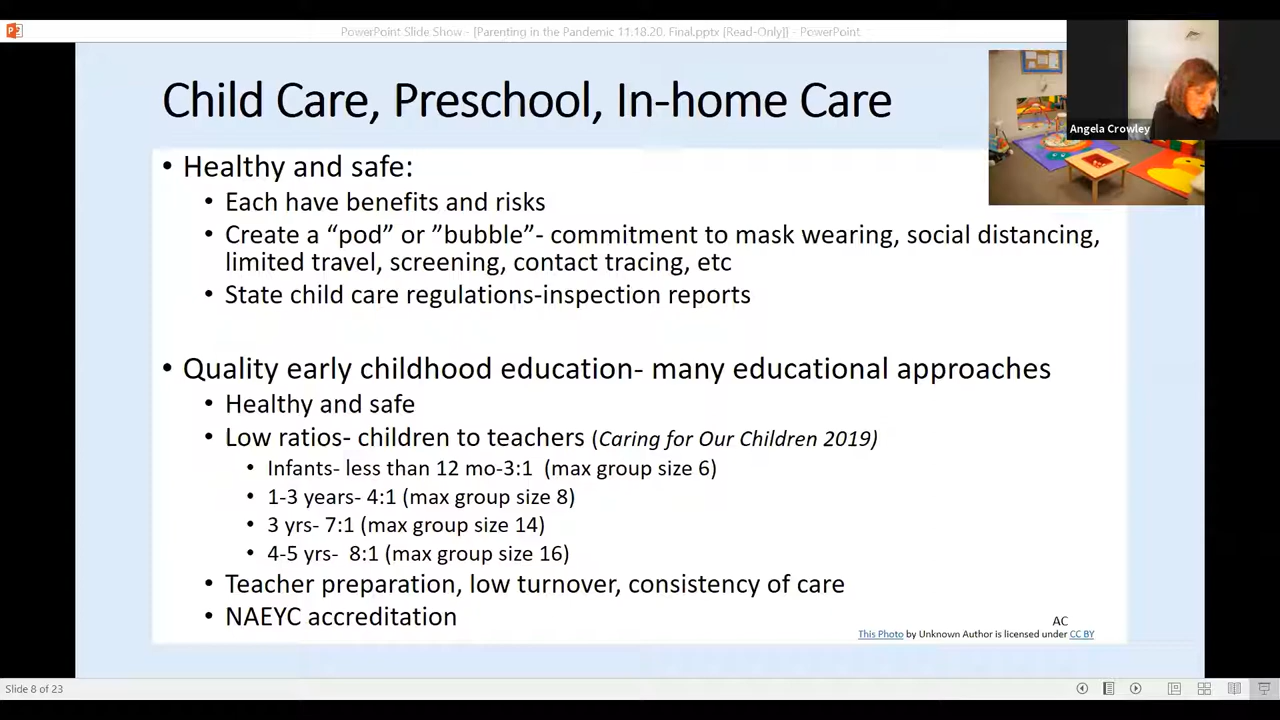 PowerPoint Slide Show - [Parenting in the Pandemic 11.18.20. Final.pptx [Read-Only]] - PowerPoint
Angela Crowley
Child Care, Preschool, In-home Care
• Healthy and safe:
• Each have benefits and risks
• Create a “pod” or ”bubble”- commitment to mask wearing, social distancing,
limited travel, screening, contact tracing, etc
• State child care regulations-inspection reports
• Quality early childhood education- many educational approaches
• Healthy and safe
• Low ratios- children to teachers (Caring for Our Children 2019)
• Infants- less than 12 mo-3:1 (max group size 6)
• 1-3 years- 4:1 (max group size 8)
• 3 yrs- 7:1 (max group size 14)
• 4-5 yrs- 8:1 (max group size 16)
• Teacher preparation, low turnover, consistency of care
• NAEYC accreditation
AC
This Photo by Unknown Author is licensed under CC BY
Slide 8 of 23